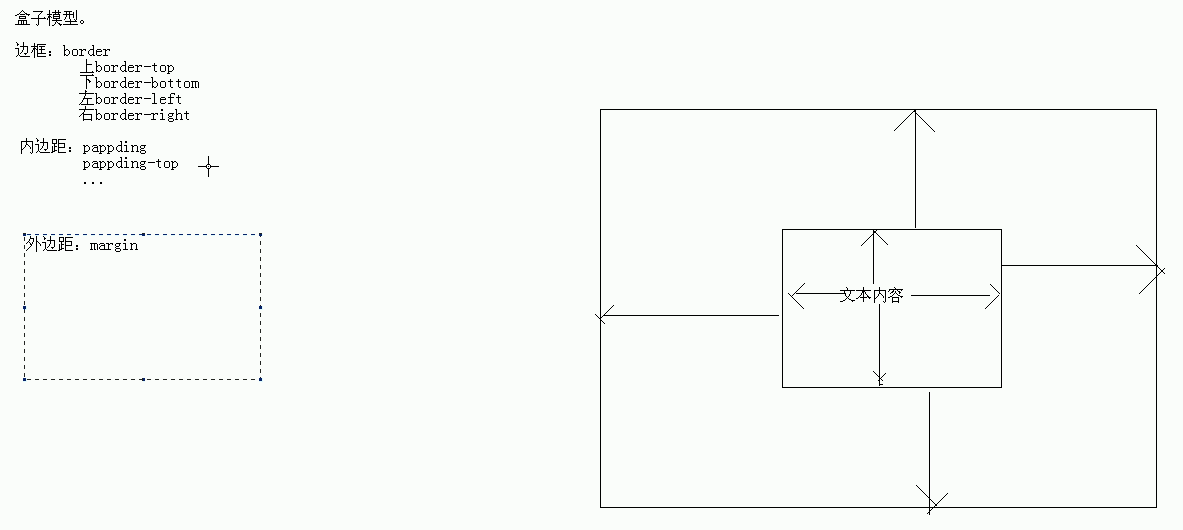 盒子模型。
边框：border
上border-top
下border-bottom
左border-left
右border-right
内边距：pappding
pappding-top
...
外边距：margin
文本内容